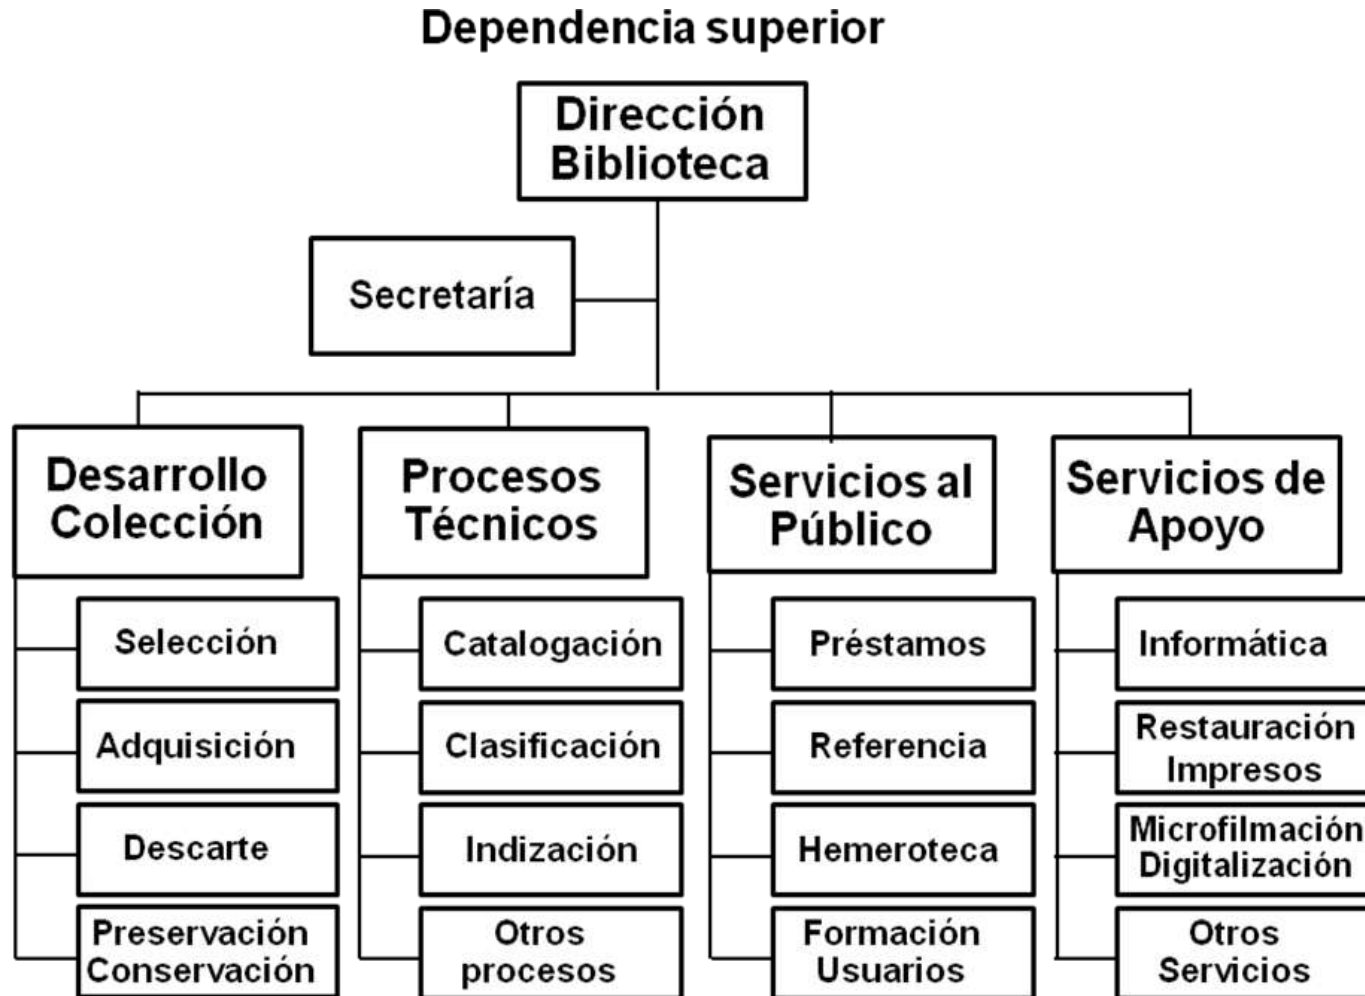 Dependencia superior
Dirección
Biblioteca
Secretaría
Desarrollo
Colección
Procesos
Técnicos
Servicios al
Público
Servicios de
Apoyo
Selección
Adquisición
Descarte
Preservación
Conservación
Catalogación
Clasificación
Indización
Otros
procesos
Préstamos
Referencia
Hemeroteca
Formación
Usuarios
Informática
Restauración
Impresos
Microfilmación
Digitalización
Otros
Servicios